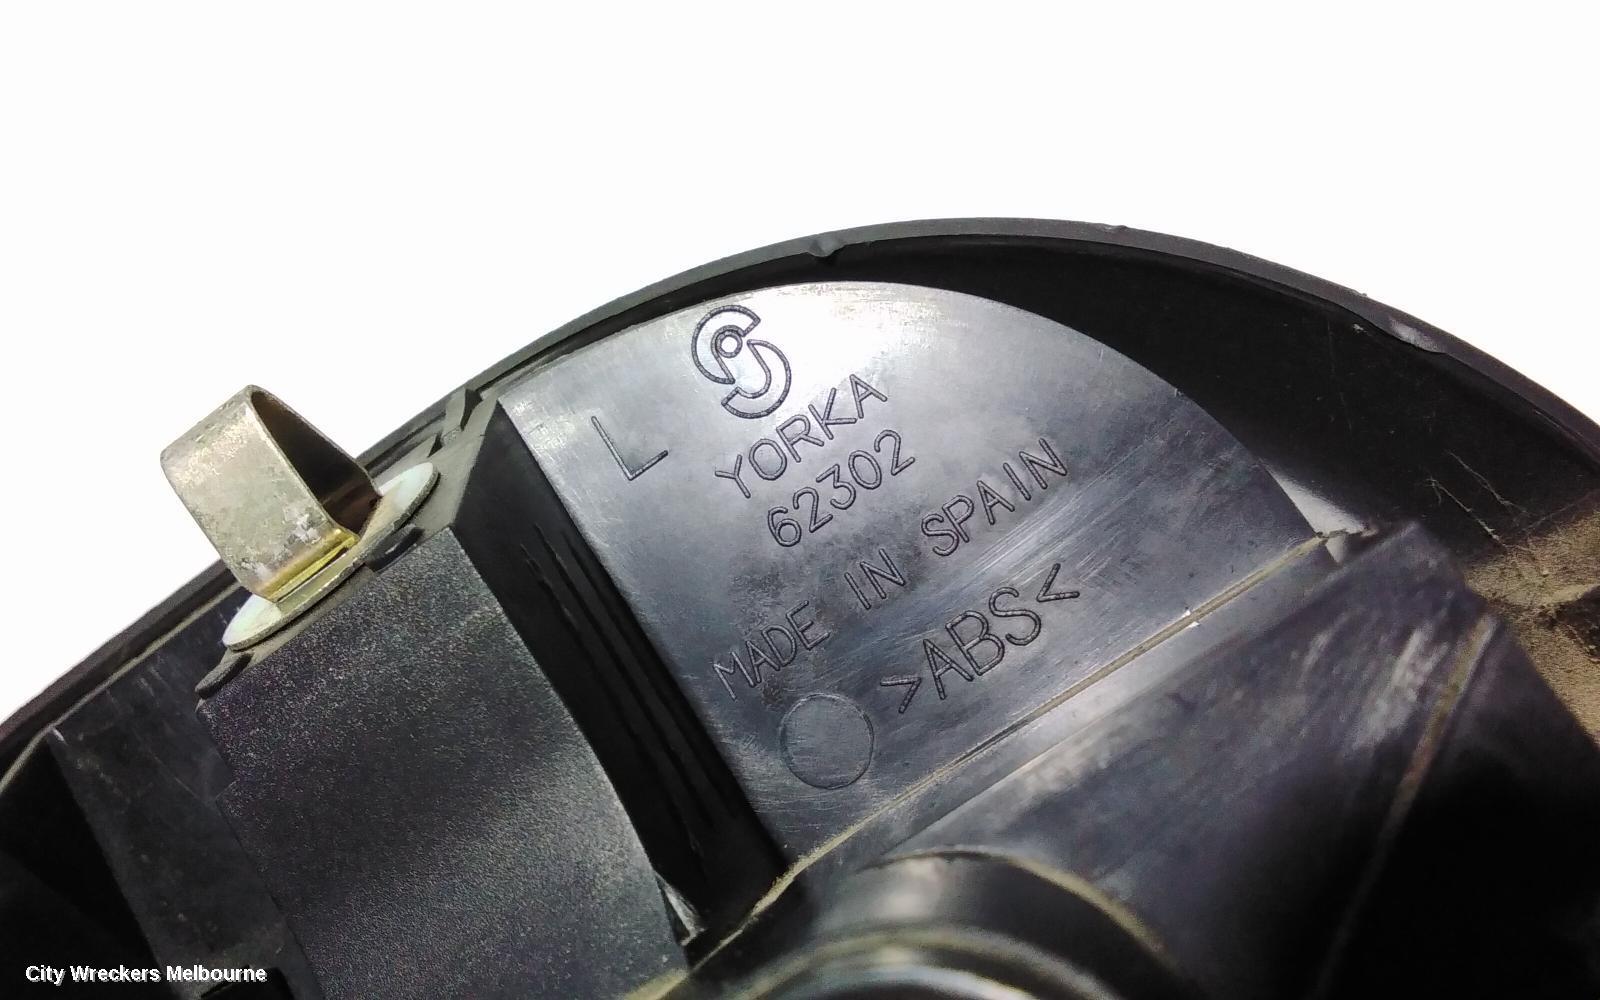 L
YORKA
62302
MADE IN SPAIN
>ABS<
City Wreckers Melbourne